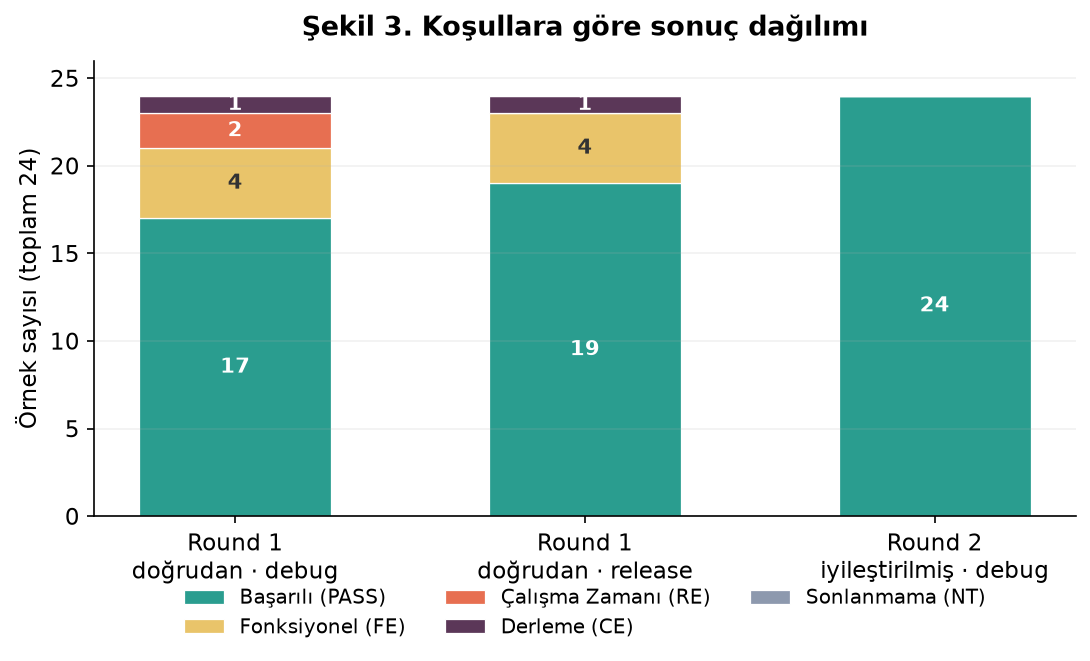 Şekil 3. Koşullara göre sonuç dağılımı
Örnek sayısı (toplam 24)
25
20
15
10
5
0
1
2
4
17
1
4
19
24
Round 1
doğrudan · debug
Round 1
doğrudan · release
Round 2
iyileştirilmiş · debug
Başarılı (PASS)
Fonksiyonel (FE)
Çalışma Zamanı (RE)
Derleme (CE)
Sonlanmama (NT)